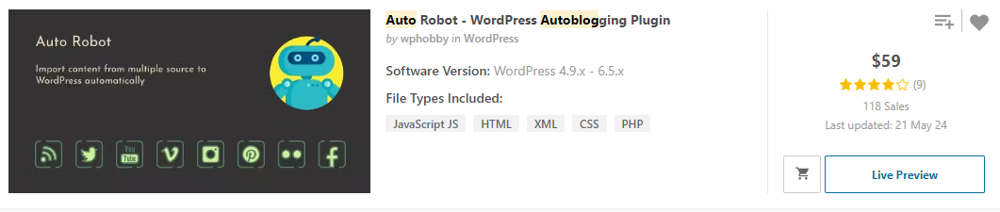 Auto Robot
Import content from multiple source to
WordPress automatically
You
Tube
Auto Robot - WordPress Autoblogging Plugin
by wphobby in WordPress
Software Version: WordPress 4.9.x - 6.5.x
File Types Included:
JavaScript JS HTML XML CSS PHP
$59
(9)
118 Sales
Last updated: 21 May 24
Live Preview